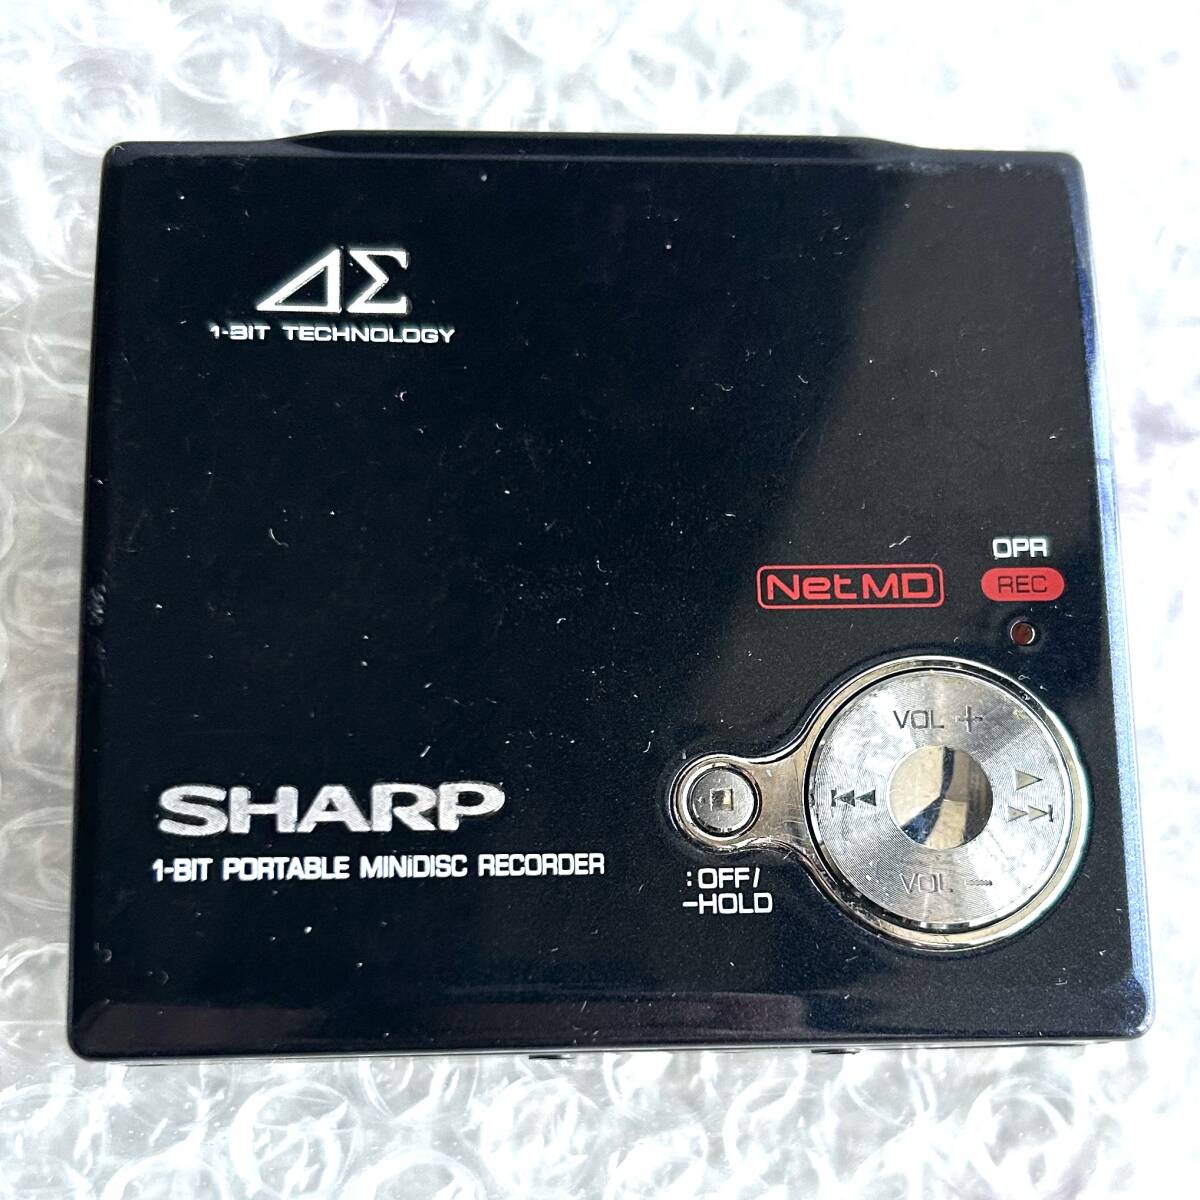 ΔΣ
1-BIT TECHNOLOGY
OPR
NetMD
REC
VOL +
VOL -
SHARP
1-BIT PORTABLE MINIDISC RECORDER
:OFF/
-HOLD